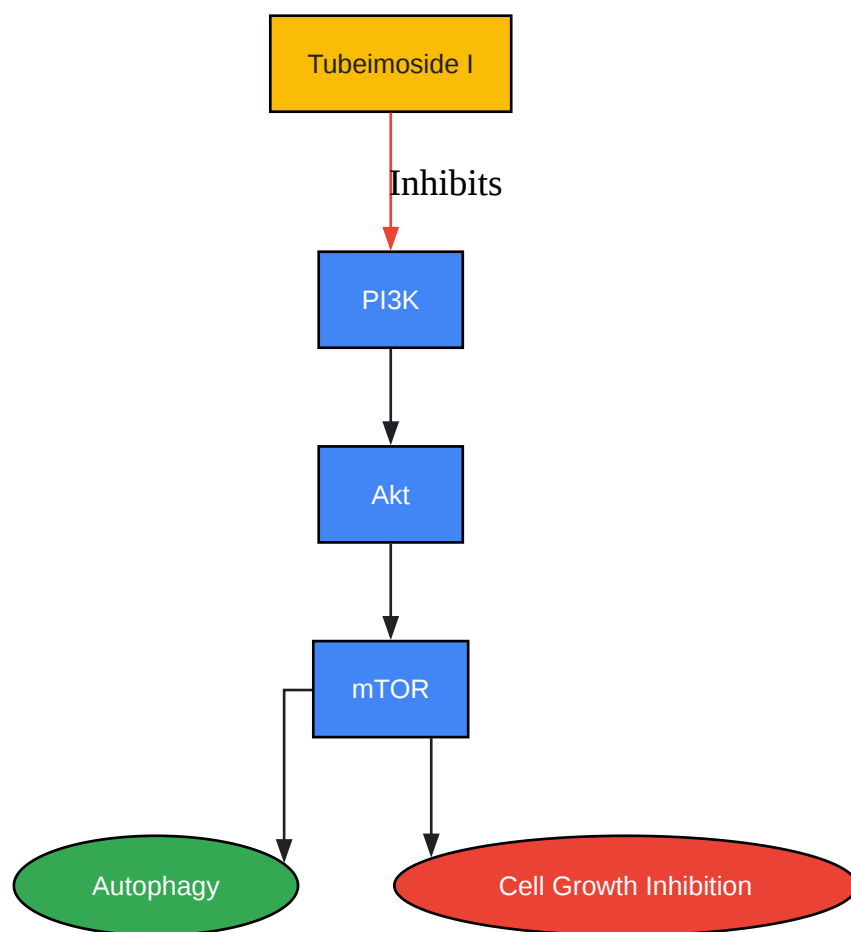 Tubeimoside I
Inhibits
PI3K
Akt
mTOR
Autophagy
Cell Growth Inhibition